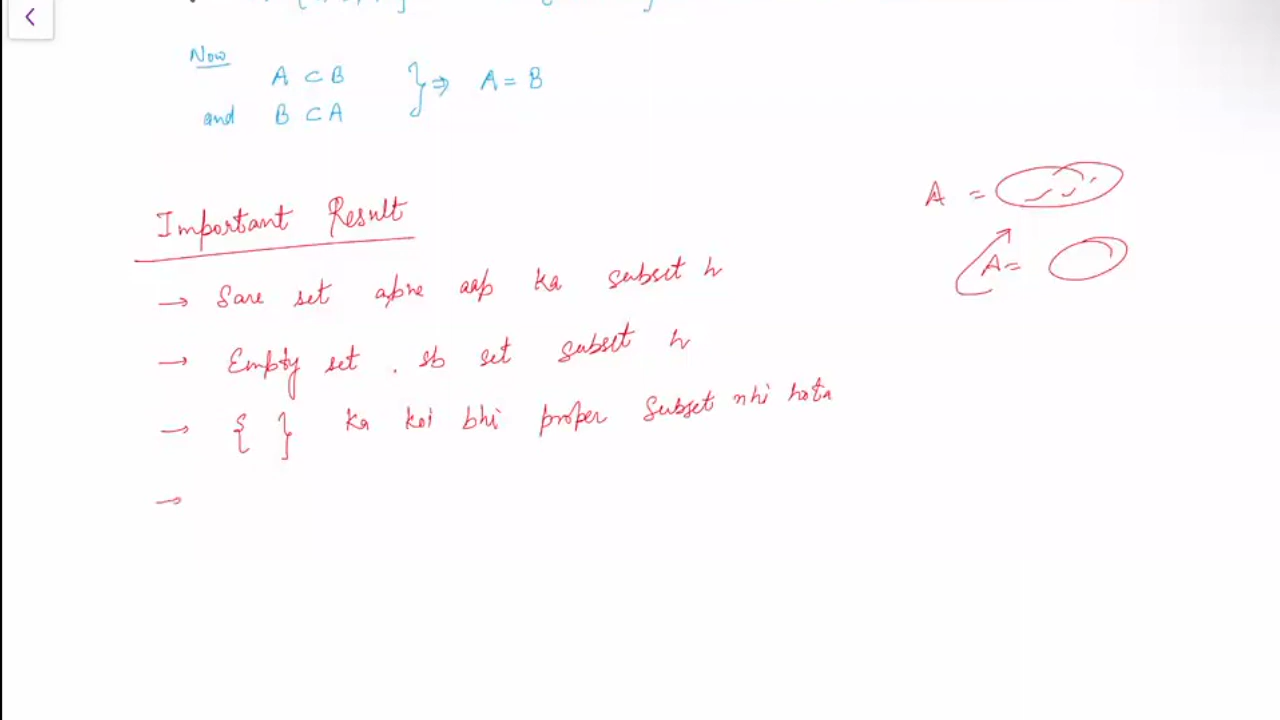 Now
A ⊂ B
and B ⊂ A } ⇒ A = B
Important Result
→ Sare set apne aap ka subset h
→ Empty set . sb set subset h
→ { } ka koi bhi proper subset nhi hota
→
A =
A =